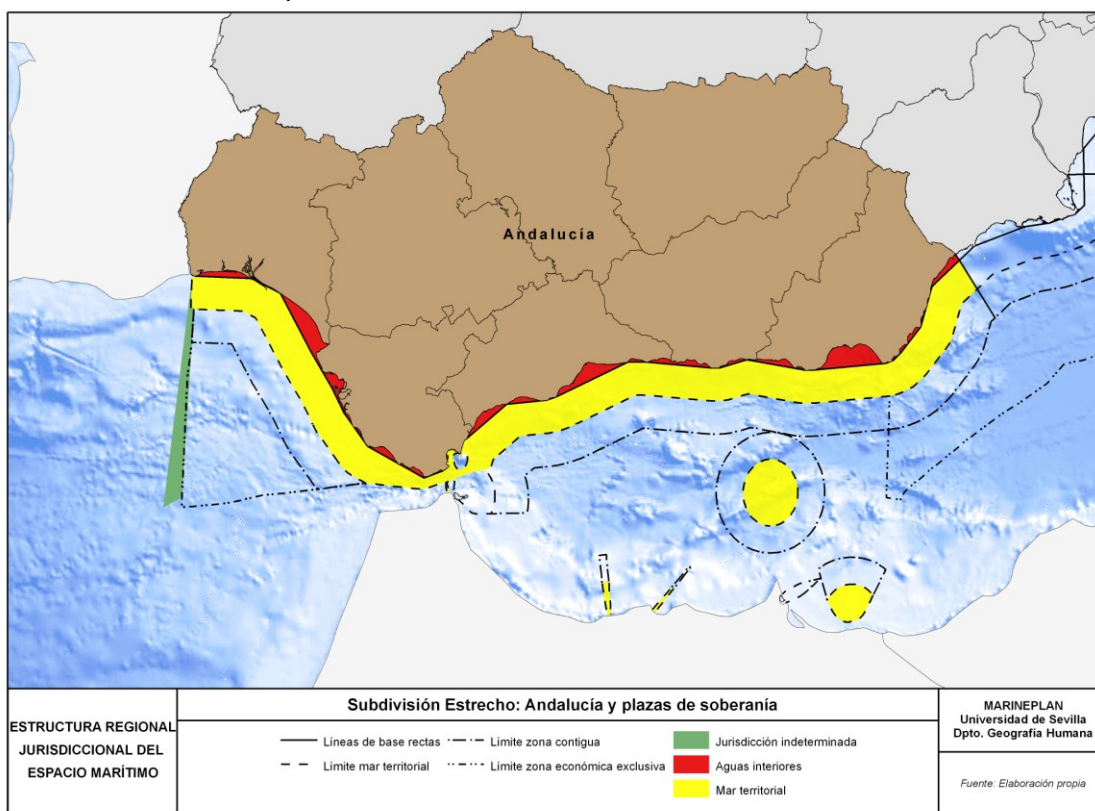 Andalucía
ESTRUCTURA REGIONAL
JURISDICCIONAL DEL
ESPACIO MARÍTIMO
Subdivisión Estrecho: Andalucía y plazas de soberanía
Líneas de base rectas
Límite mar territorial
Límite zona contigua
Límite zona económica exclusiva
Jurisdicción indeterminada
Aguas interiores
Mar territorial
MARINEPLAN
Universidad de Sevilla
Dpto. Geografía Humana
Fuente: Elaboración propia